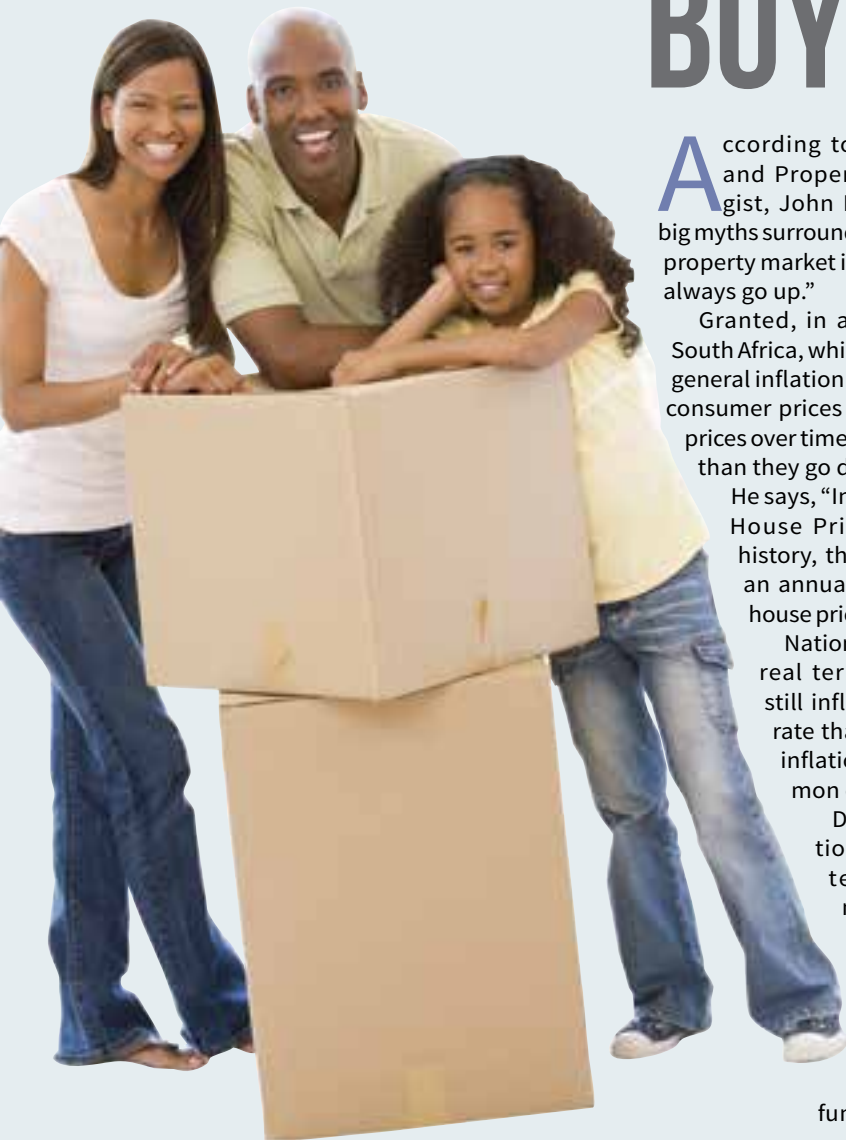 BUY
According to
and Proper
gist, John
big myths surroun
property market i
always go up.”
Granted, in a
South Africa, whi
general inflation
consumer prices
prices over time
than they go d
He says, “In
House Pri
history, th
an annua
house pric
Nation
real ter
still infl
rate tha
inflatio
mon
D
tio
te
fur